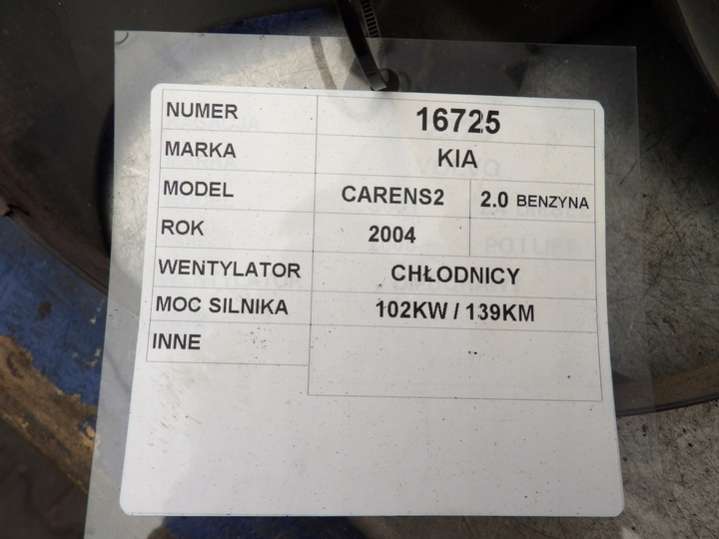 NUMER 16725
MARKA KIA
MODEL CARENS2 2.0 BENZYNA
ROK 2004
WENTYLATOR CHŁODNICY
MOC SILNIKA 102KW / 139KM
INNE